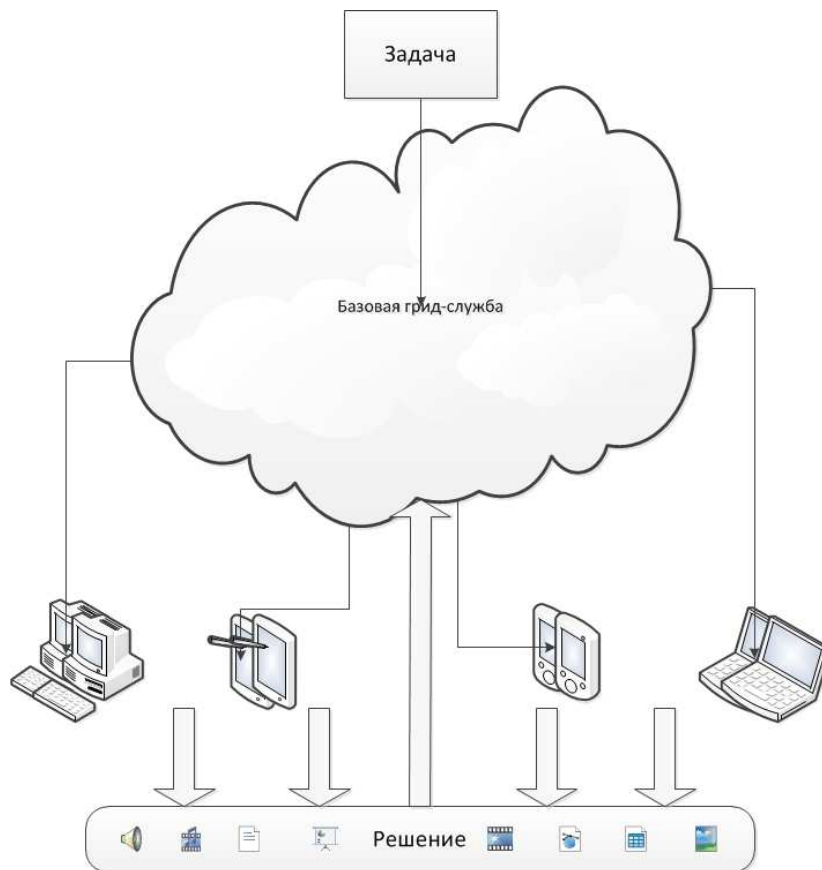 Задача
Базовая грид-служба
Решение